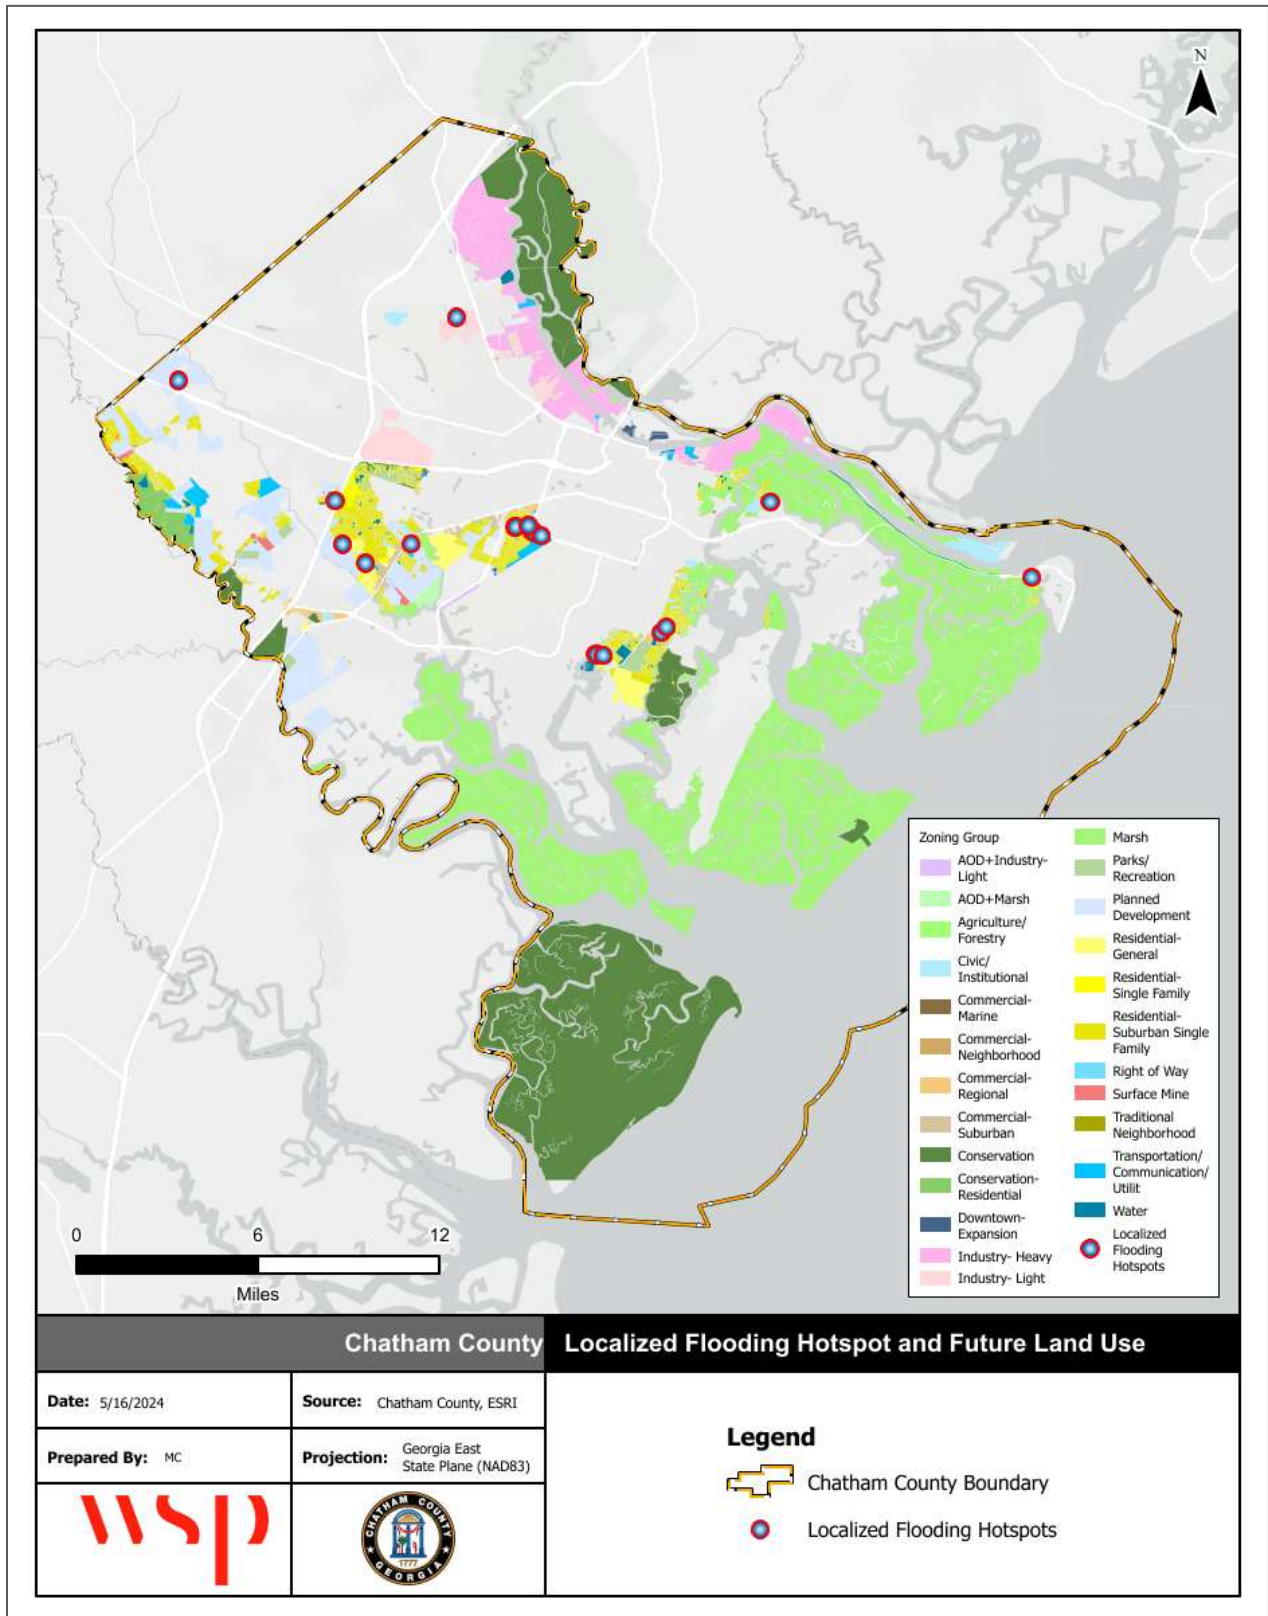 N
Zoning Group
AOD+Industry-
Light
AOD+Marsh
Agriculture/
Forestry
Civic/
Institutional
Commercial-
Marine
Commercial-
Neighborhood
Commercial-
Regional
Commercial-
Suburban
Conservation
Conservation-
Residential
Downtown-
Expansion
Industry- Heavy
Industry- Light
Marsh
Parks/
Recreation
Planned
Development
Residential-
General
Residential-
Single Family
Residential-
Suburban Single
Family
Right of Way
Surface Mine
Traditional
Neighborhood
Transportation/
Communication/
Utilit
Water
Localized
Flooding
Hotspots
0 6 12
Miles
Chatham County Localized Flooding Hotspot and Future Land Use
Date: 5/16/2024
Source: Chatham County, ESRI
Prepared By: MC
Projection: Georgia East
State Plane (NAD83)
wsp
CHATHAM COUNTY
1777
GEORGIA
Legend
Chatham County Boundary
Localized Flooding Hotspots